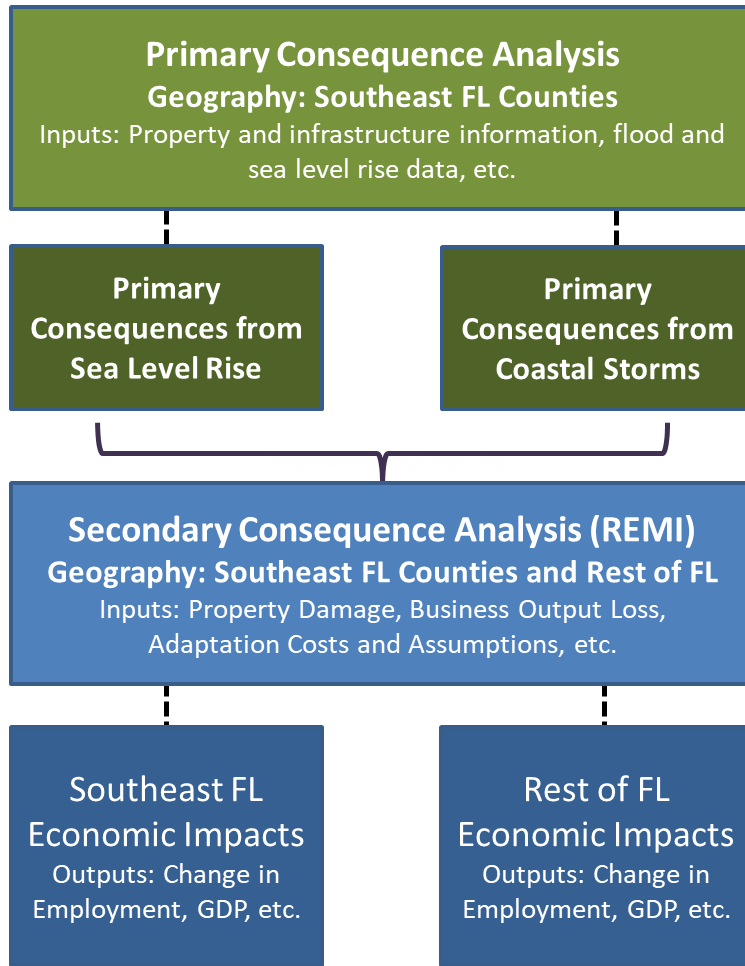 Primary Consequence Analysis
Geography: Southeast FL Counties
Inputs: Property and infrastructure information, flood and
sea level rise data, etc.
Primary
Consequences from
Sea Level Rise
Primary
Consequences from
Coastal Storms
Secondary Consequence Analysis (REMI)
Geography: Southeast FL Counties and Rest of FL
Inputs: Property Damage, Business Output Loss,
Adaptation Costs and Assumptions, etc.
Southeast FL
Economic Impacts
Outputs: Change in
Employment, GDP, etc.
Rest of FL
Economic Impacts
Outputs: Change in
Employment, GDP, etc.